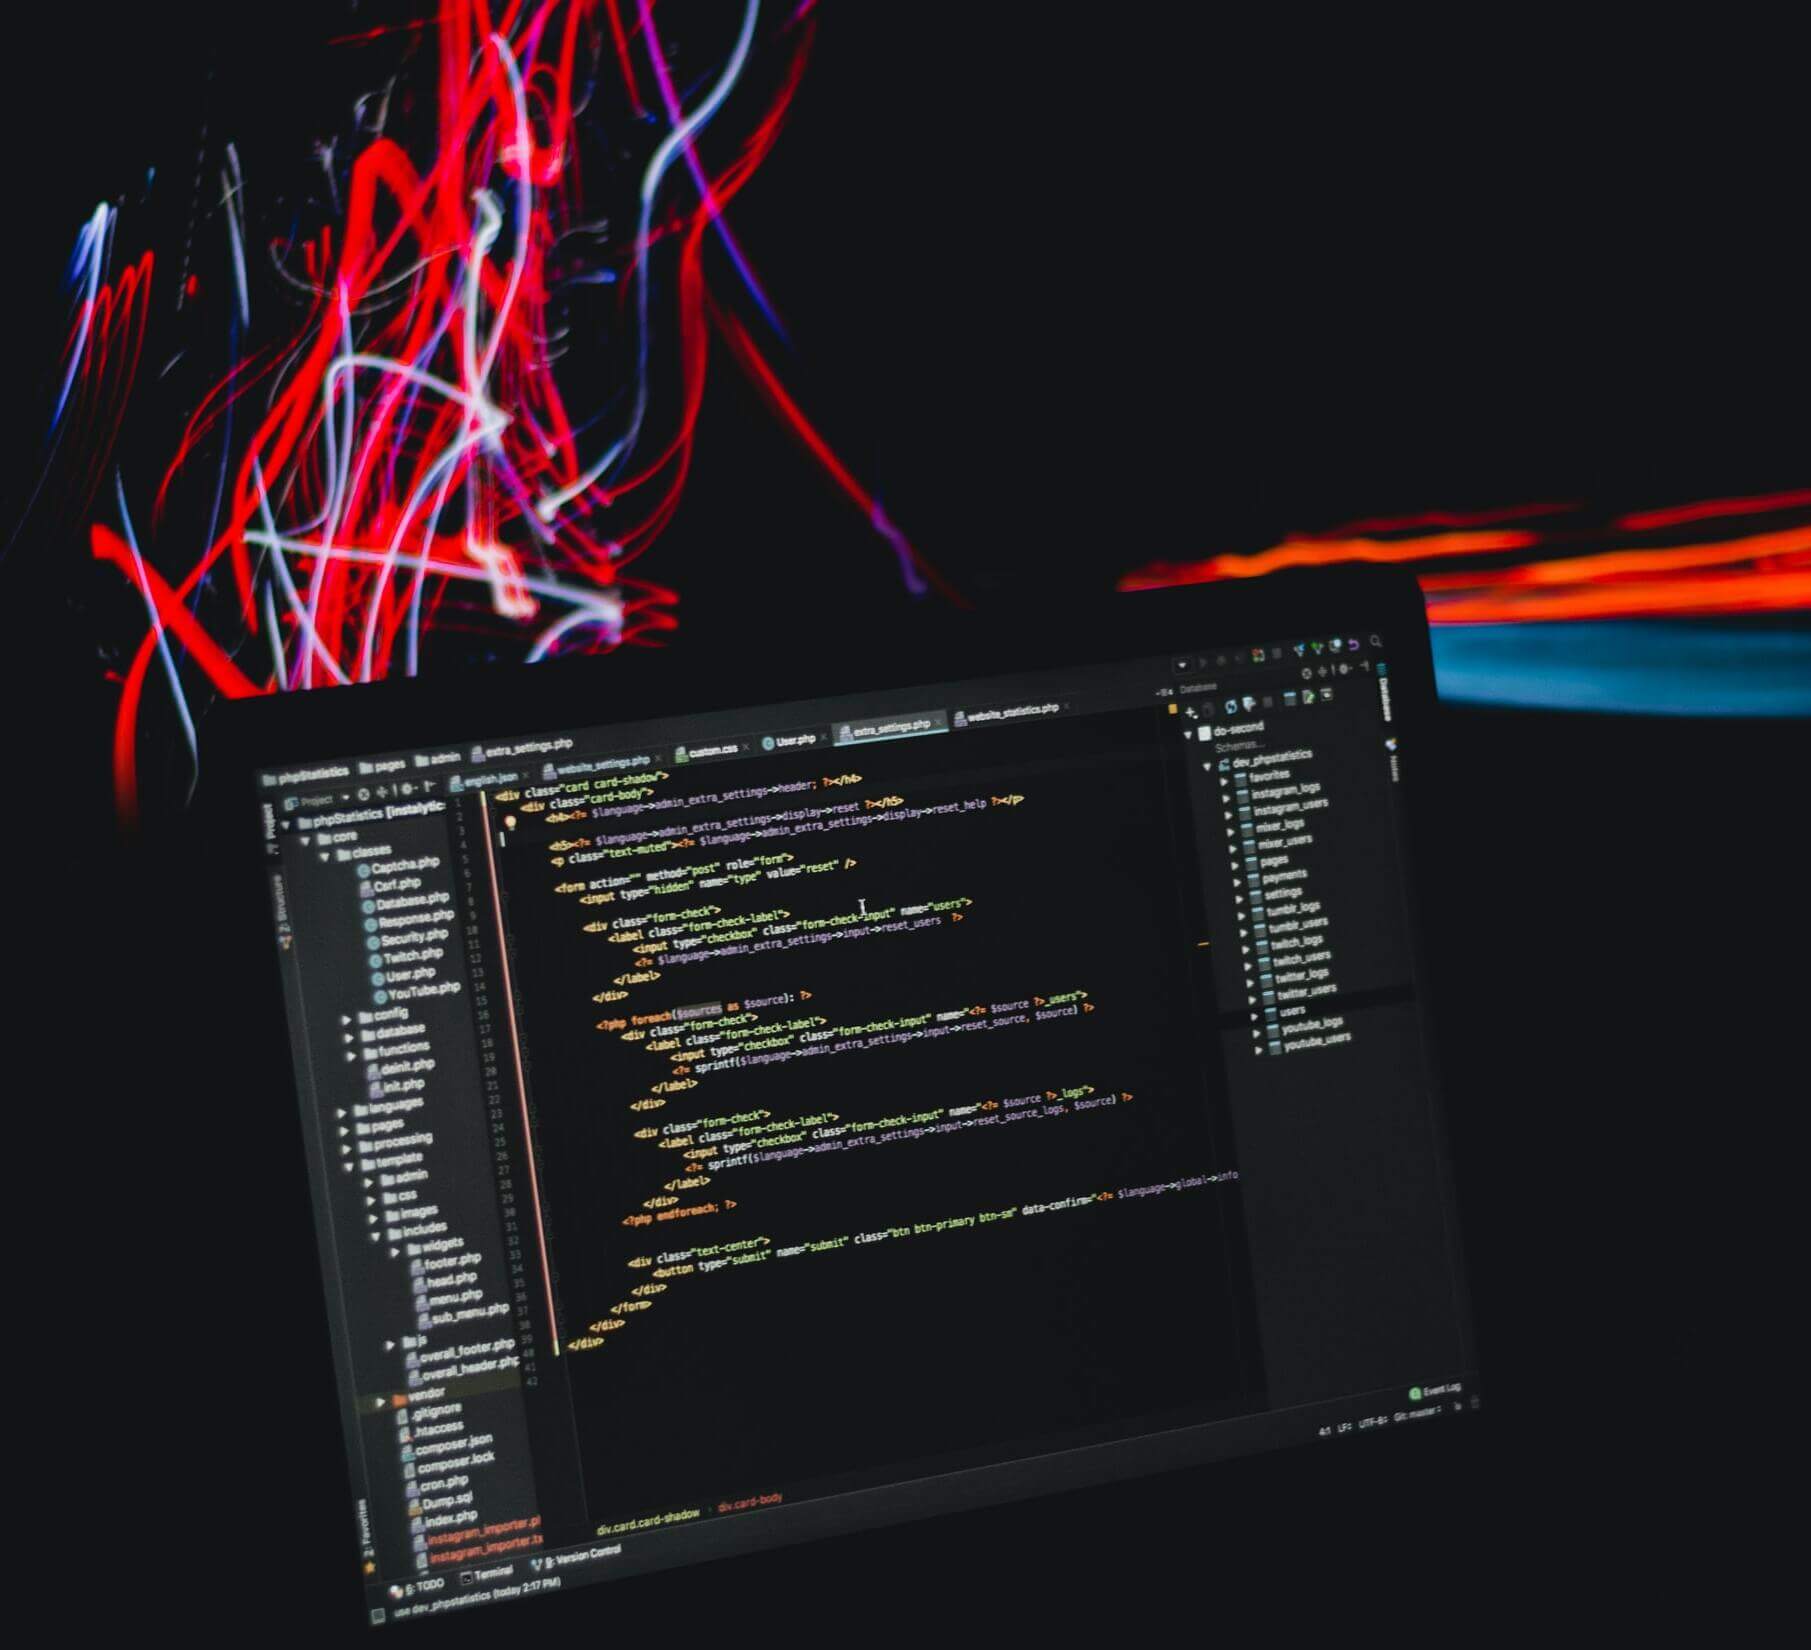 phpStatistics pages admin extra_settings.php
english.json website_settings.php custom.css User.php extra_settings.php website_statistics.php
Project
phpStatistics [instalytic
core
classes
Captcha.php
Csrf.php
Database.php
Response.php
Security.php
Twitch.php
User.php
YouTube.php
config
database
functions
deinit.php
init.php
languages
pages
processing
template
admin
css
images
includes
widgets
footer.php
head.php
menu.php
sub_menu.php
js
overall_footer.php
overall_header.php
vendor
.gitignore
.htaccess
composer.json
composer.lock
cron.php
Dump.sql
index.php
instagram_importer.p
instagram_importer.tx
Project
2: Structure
2: Favorites
<div class="card card-shadow">
<div class="card-body">
<h4><?= $language->admin_extra_settings->header; ?></h4>
<h5><?= $language->admin_extra_settings->display->reset ?></h5>
<p class="text-muted"><?= $language->admin_extra_settings->display->reset_help ?></p>
<form action="" method="post" role="form">
<input type="hidden" name="type" value="reset" />
<div class="form-check">
<label class="form-check-label">
<input type="checkbox" class="form-check-input" name="users">
<?= $language->admin_extra_settings->input->reset_users ?>
</label>
</div>
<?php foreach($sources as $source): ?>
<div class="form-check">
<label class="form-check-label">
<input type="checkbox" class="form-check-input" name="<?= $source ?>_users">
<?= sprintf($language->admin_extra_settings->input->reset_source, $source) ?>
</label>
</div>
<div class="form-check">
<label class="form-check-label">
<input type="checkbox" class="form-check-input" name="<?= $source ?>_logs">
<?= sprintf($language->admin_extra_settings->input->reset_source_logs, $source) ?>
</label>
</div>
<?php endforeach; ?>
<div class="text-center">
<button type="submit" name="submit" class="btn btn-primary btn-sm" data-confirm="<?= $language->global->info
</div>
</form>
</div>
</div>
div.card.card-shadow div.card-body
Database
do-second
Schemas...
dev_phpstatistics
favorites
instagram_logs
instagram_users
mixer_logs
mixer_users
pages
payments
settings
tumblr_logs
tumblr_users
twitch_logs
twitch_users
twitter_logs
twitter_users
users
youtube_logs
youtube_users
Database
Notes
6: TODO Terminal 9: Version Control
Event Log
use dev_phpstatistics (today 2:17 PM)
4:1 LF: UTF-8: Git: master